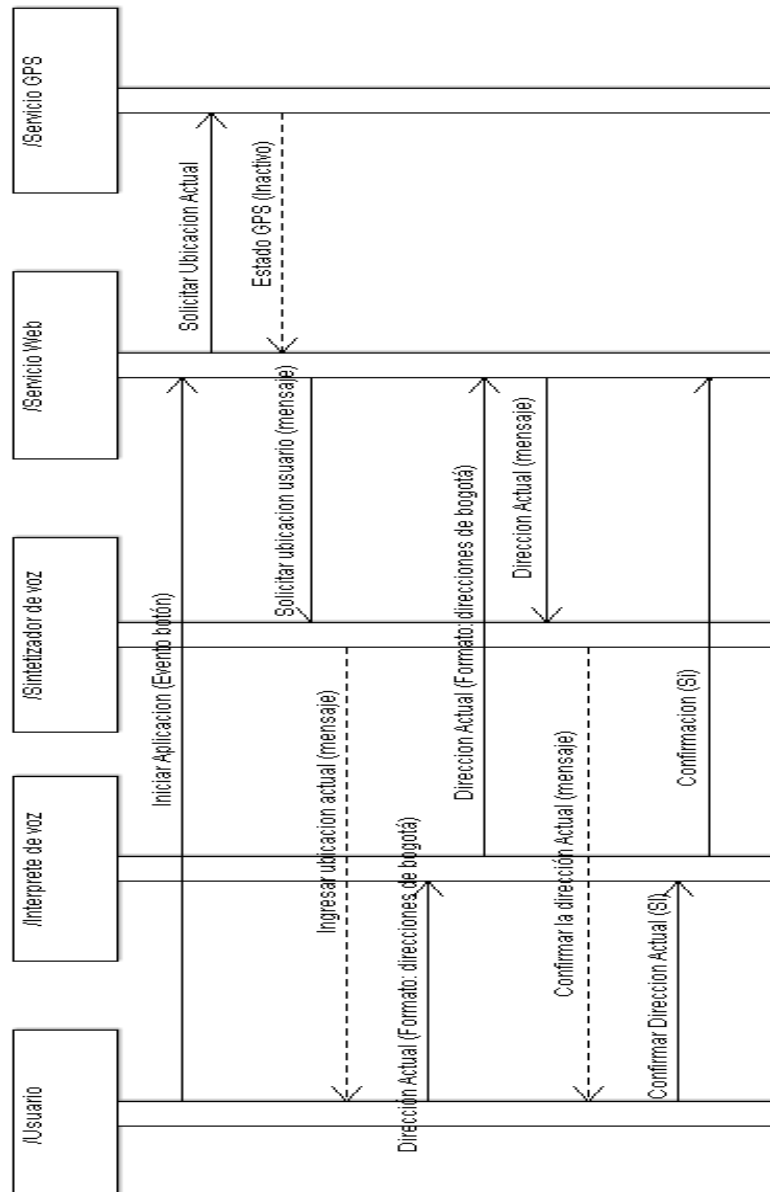 /Usuario
/Interprete de voz
/Sintetizador de voz
/Servicio Web
/Servicio GPS
Iniciar Aplicacion (Evento botón)
Solicitar Ubicacion Actual
Estado GPS (Inactivo)
Solicitar ubicacion usuario (mensaje)
Ingresar ubicacion actual (mensaje)
Dirección Actual (Formato: direcciones de bogotá)
Direccion Actual (Formato: direcciones de bogotá)
Direccion Actual (mensaje)
Confirmar la dirección Actual (mensaje)
Confirmar Direccion Actual (SI)
Confirmacion (Si)